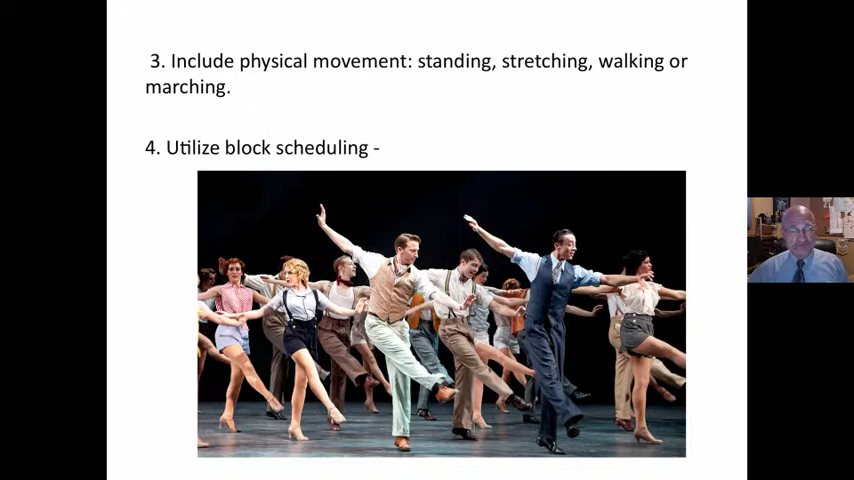 3. Include physical movement: standing, stretching, walking or
marching.
4. Utilize block scheduling -